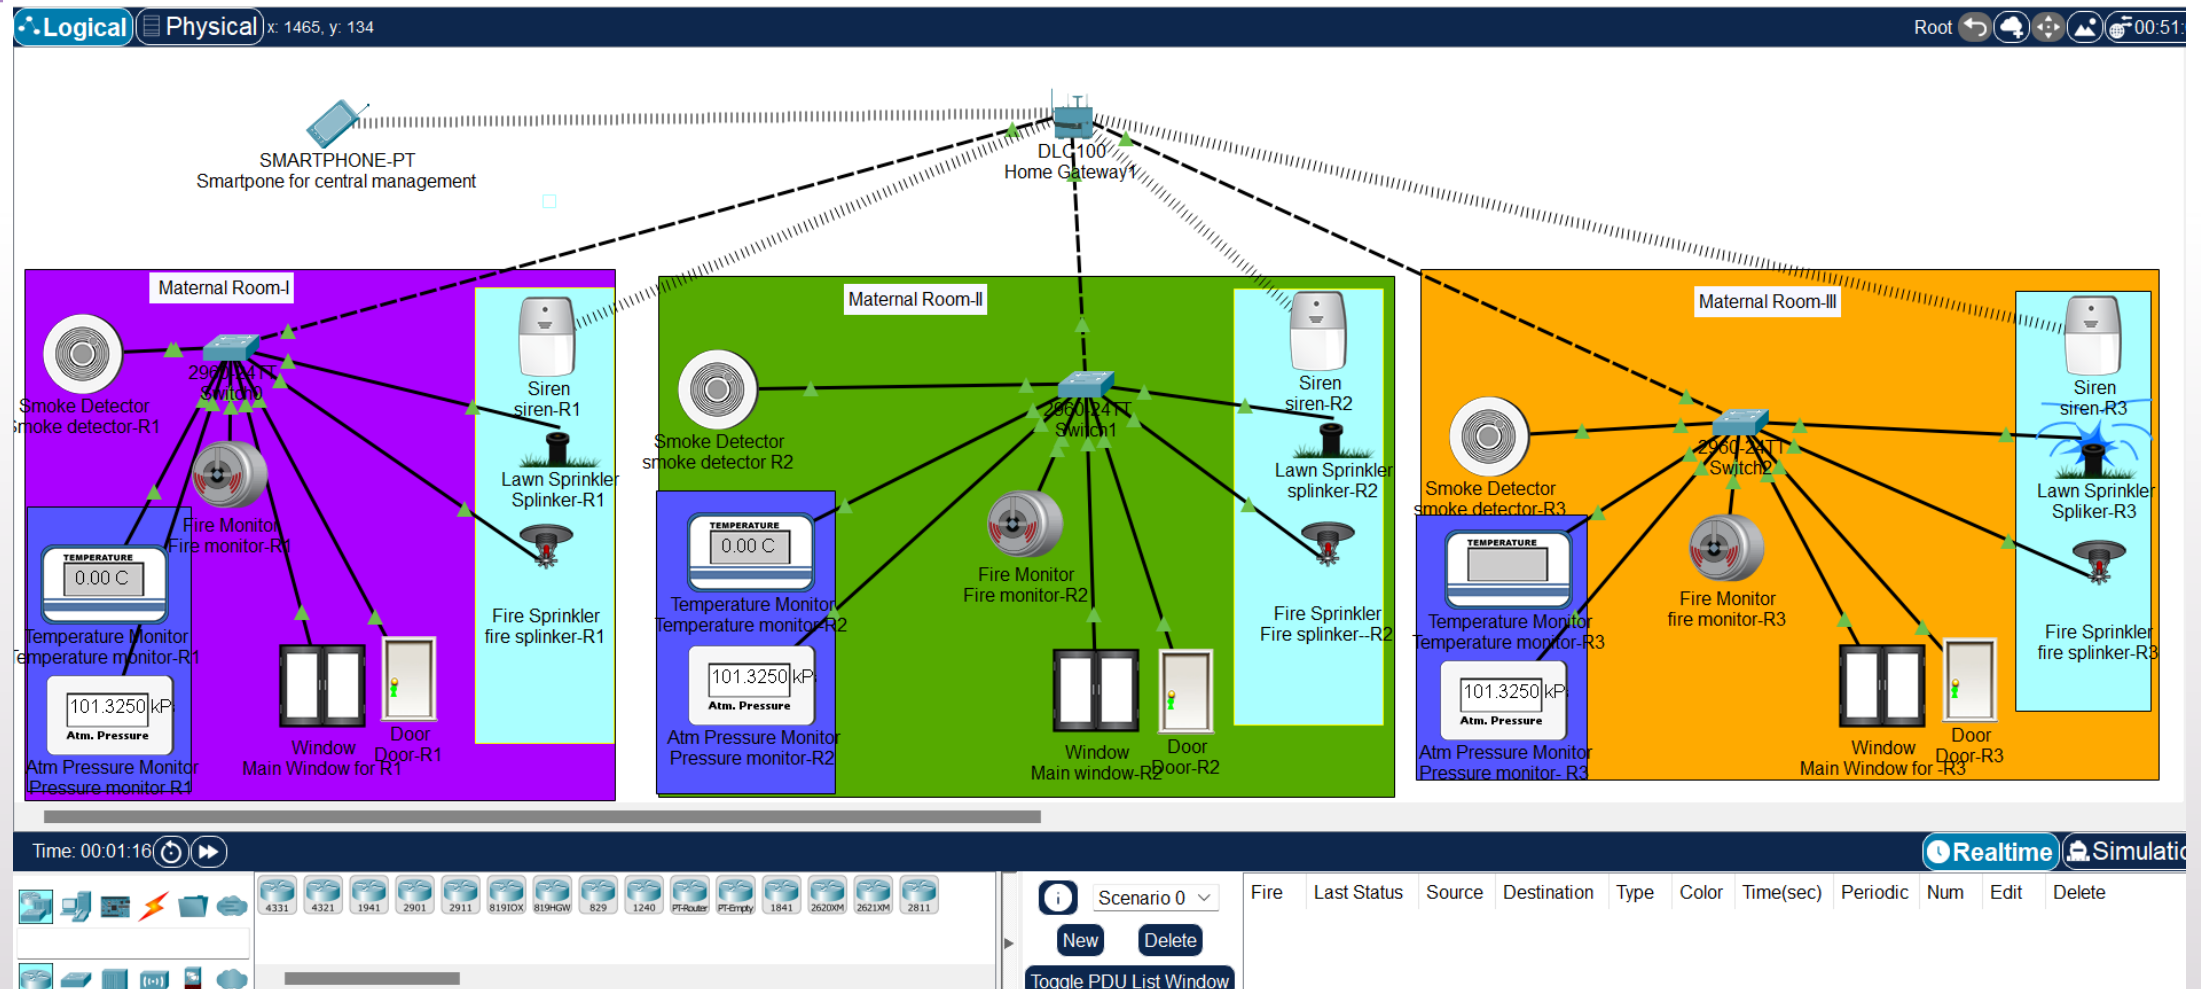 Logical
Physical
x: 1465, y: 134
Root
00:51:
SMARTPHONE-PT
Smartpone for central management
DLC100
Home Gateway1
Maternal Room-I
2960-24TT
Switch0
Smoke Detector
Smoke detector-R1
Siren
siren-R1
Lawn Sprinkler
Splinker-R1
Fire Monitor
Fire monitor-R1
TEMPERATURE
0.00 C
Temperature Monitor
Temperature monitor-R1
101.3250 kP
Atm. Pressure
Atm Pressure Monitor
Pressure monitor R1
Window
Main Window for R1
Door
Door-R1
Fire Sprinkler
fire splinker-R1
Maternal Room-II
2960-24TT
Switch1
Smoke Detector
smoke detector R2
Siren
siren-R2
Lawn Sprinkler
splinker-R2
TEMPERATURE
0.00 C
Temperature Monitor
Temperature monitor-R2
Fire Monitor
Fire monitor-R2
Fire Sprinkler
Fire splinker--R2
101.3250 kP
Atm. Pressure
Atm Pressure Monitor
Pressure monitor-R2
Window
Main window-R2
Door
Door-R2
Maternal Room-III
2960-24TT
Switch2
Smoke Detector
smoke detector-R3
Siren
siren-R3
Lawn Sprinkler
Spliker-R3
TEMPERATURE
Temperature Monitor
Temperature monitor-R3
Fire Monitor
fire monitor-R3
Fire Sprinkler
fire splinker-R3
101.3250 kP
Atm. Pressure
Atm Pressure Monitor
Pressure monitor- R3
Window
Main Window for -R3
Door
Door-R3
Time: 00:01:16
Realtime
Simulatio
4331 4321 1941 2901 2911 819IOX 819HGW 829 1240 PT-Router PT-Empty 1841 2620XM 2621XM 2811
Scenario 0
New
Delete
Toggle PDU List Window
Fire Last Status Source Destination Type Color Time(sec) Periodic Num Edit Delete